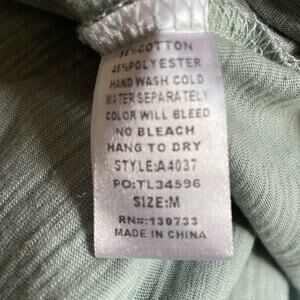 COTTON
45%POLYESTER
HAND WASH COLD
WATER SEPARATELY
COLOR WILL BLEED
NO BLEACH
HANG TO DRY
STYLE:A4037
PO:TL34596
SIZE:M
RN#:130733
MADE IN CHINA